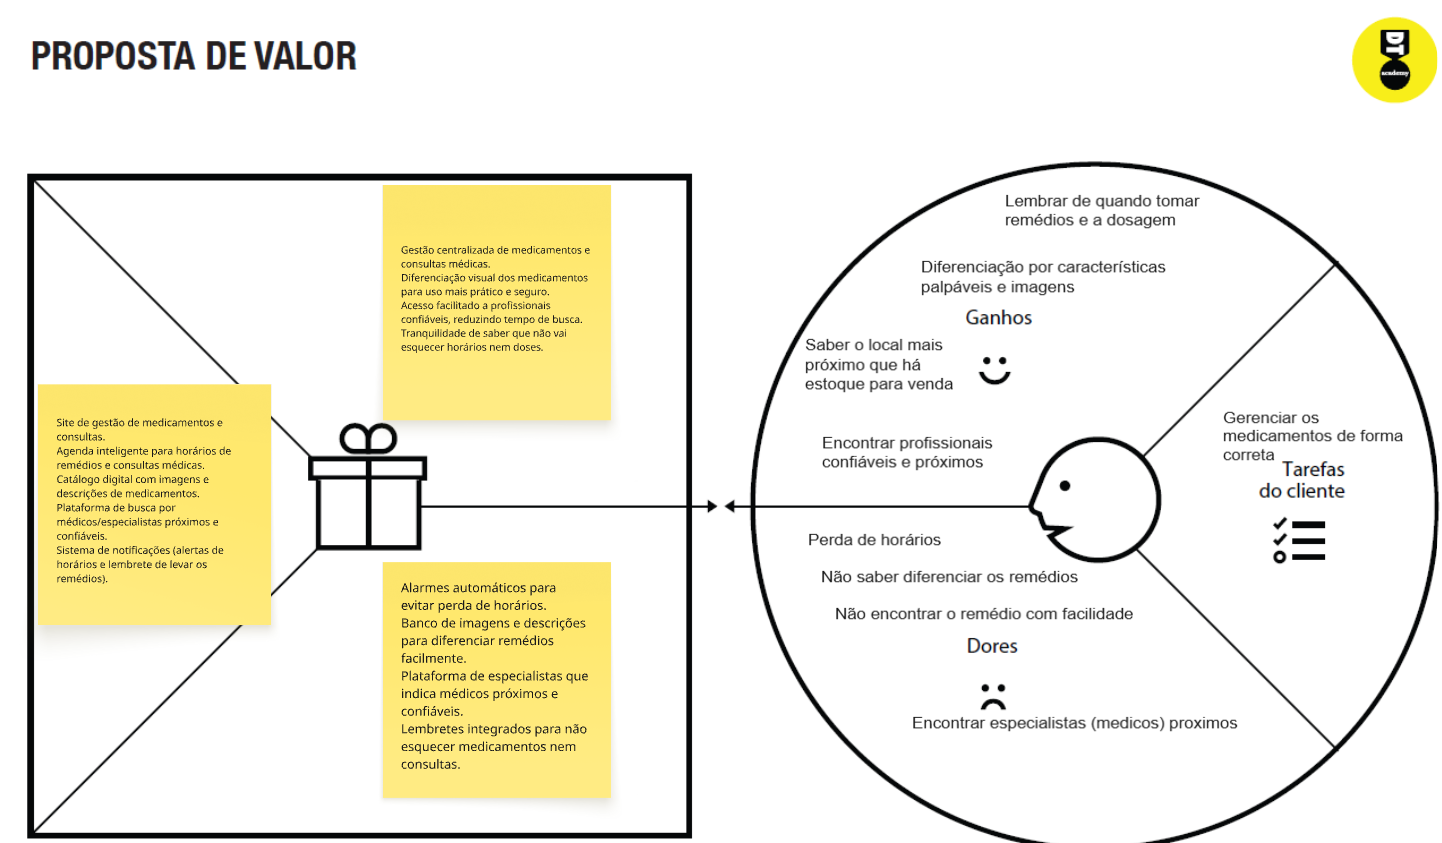 PROPOSTA DE VALOR
DT
academy
Gestão centralizada de medicamentos e
consultas médicas.
Diferenciação visual dos medicamentos
para uso mais prático e seguro.
Acesso facilitado a profissionais
confiáveis, reduzindo tempo de busca.
Tranquilidade de saber que não vai
esquecer horários nem doses.
Site de gestão de medicamentos e
consultas.
Agenda inteligente para horários de
remédios e consultas médicas.
Catálogo digital com imagens e
descrições de medicamentos.
Plataforma de busca por
médicos/especialistas próximos e
confiáveis.
Sistema de notificações (alertas de
horários e lembrete de levar os
remédios).
Alarmes automáticos para
evitar perda de horários.
Banco de imagens e descrições
para diferenciar remédios
facilmente.
Plataforma de especialistas que
indica médicos próximos e
confiáveis.
Lembretes integrados para não
esquecer medicamentos nem
consultas.
Lembrar de quando tomar
remédios e a dosagem
Diferenciação por características
palpáveis e imagens
Ganhos
Saber o local mais
próximo que há
estoque para venda
Encontrar profissionais
confiáveis e próximos
Gerenciar os
medicamentos de forma
correta
Tarefas
do cliente
Perda de horários
Não saber diferenciar os remédios
Não encontrar o remédio com facilidade
Dores
Encontrar especialistas (medicos) proximos